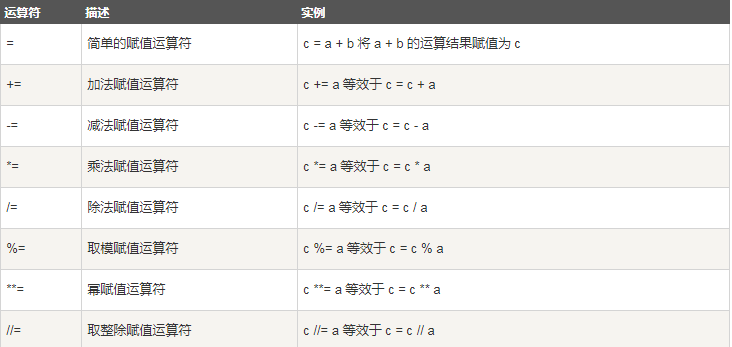 运算符 描述 实例
= 简单的赋值运算符 c = a + b 将 a + b 的运算结果赋值为 c
+= 加法赋值运算符 c += a 等效于 c = c + a
-= 减法赋值运算符 c -= a 等效于 c = c - a
*= 乘法赋值运算符 c *= a 等效于 c = c * a
/= 除法赋值运算符 c /= a 等效于 c = c / a
%= 取模赋值运算符 c %= a 等效于 c = c % a
**= 幂赋值运算符 c **= a 等效于 c = c ** a
//= 取整除赋值运算符 c //= a 等效于 c = c // a